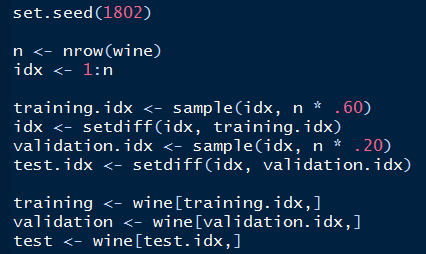 set.seed(1802)
n <- nrow(wine)
idx <- 1:n
training.idx <- sample(idx, n * .60)
idx <- setdiff(idx, training.idx)
validation.idx <- sample(idx, n * .20)
test.idx <- setdiff(idx, validation.idx)
training <- wine[training.idx,]
validation <- wine[validation.idx,]
test <- wine[test.idx,]